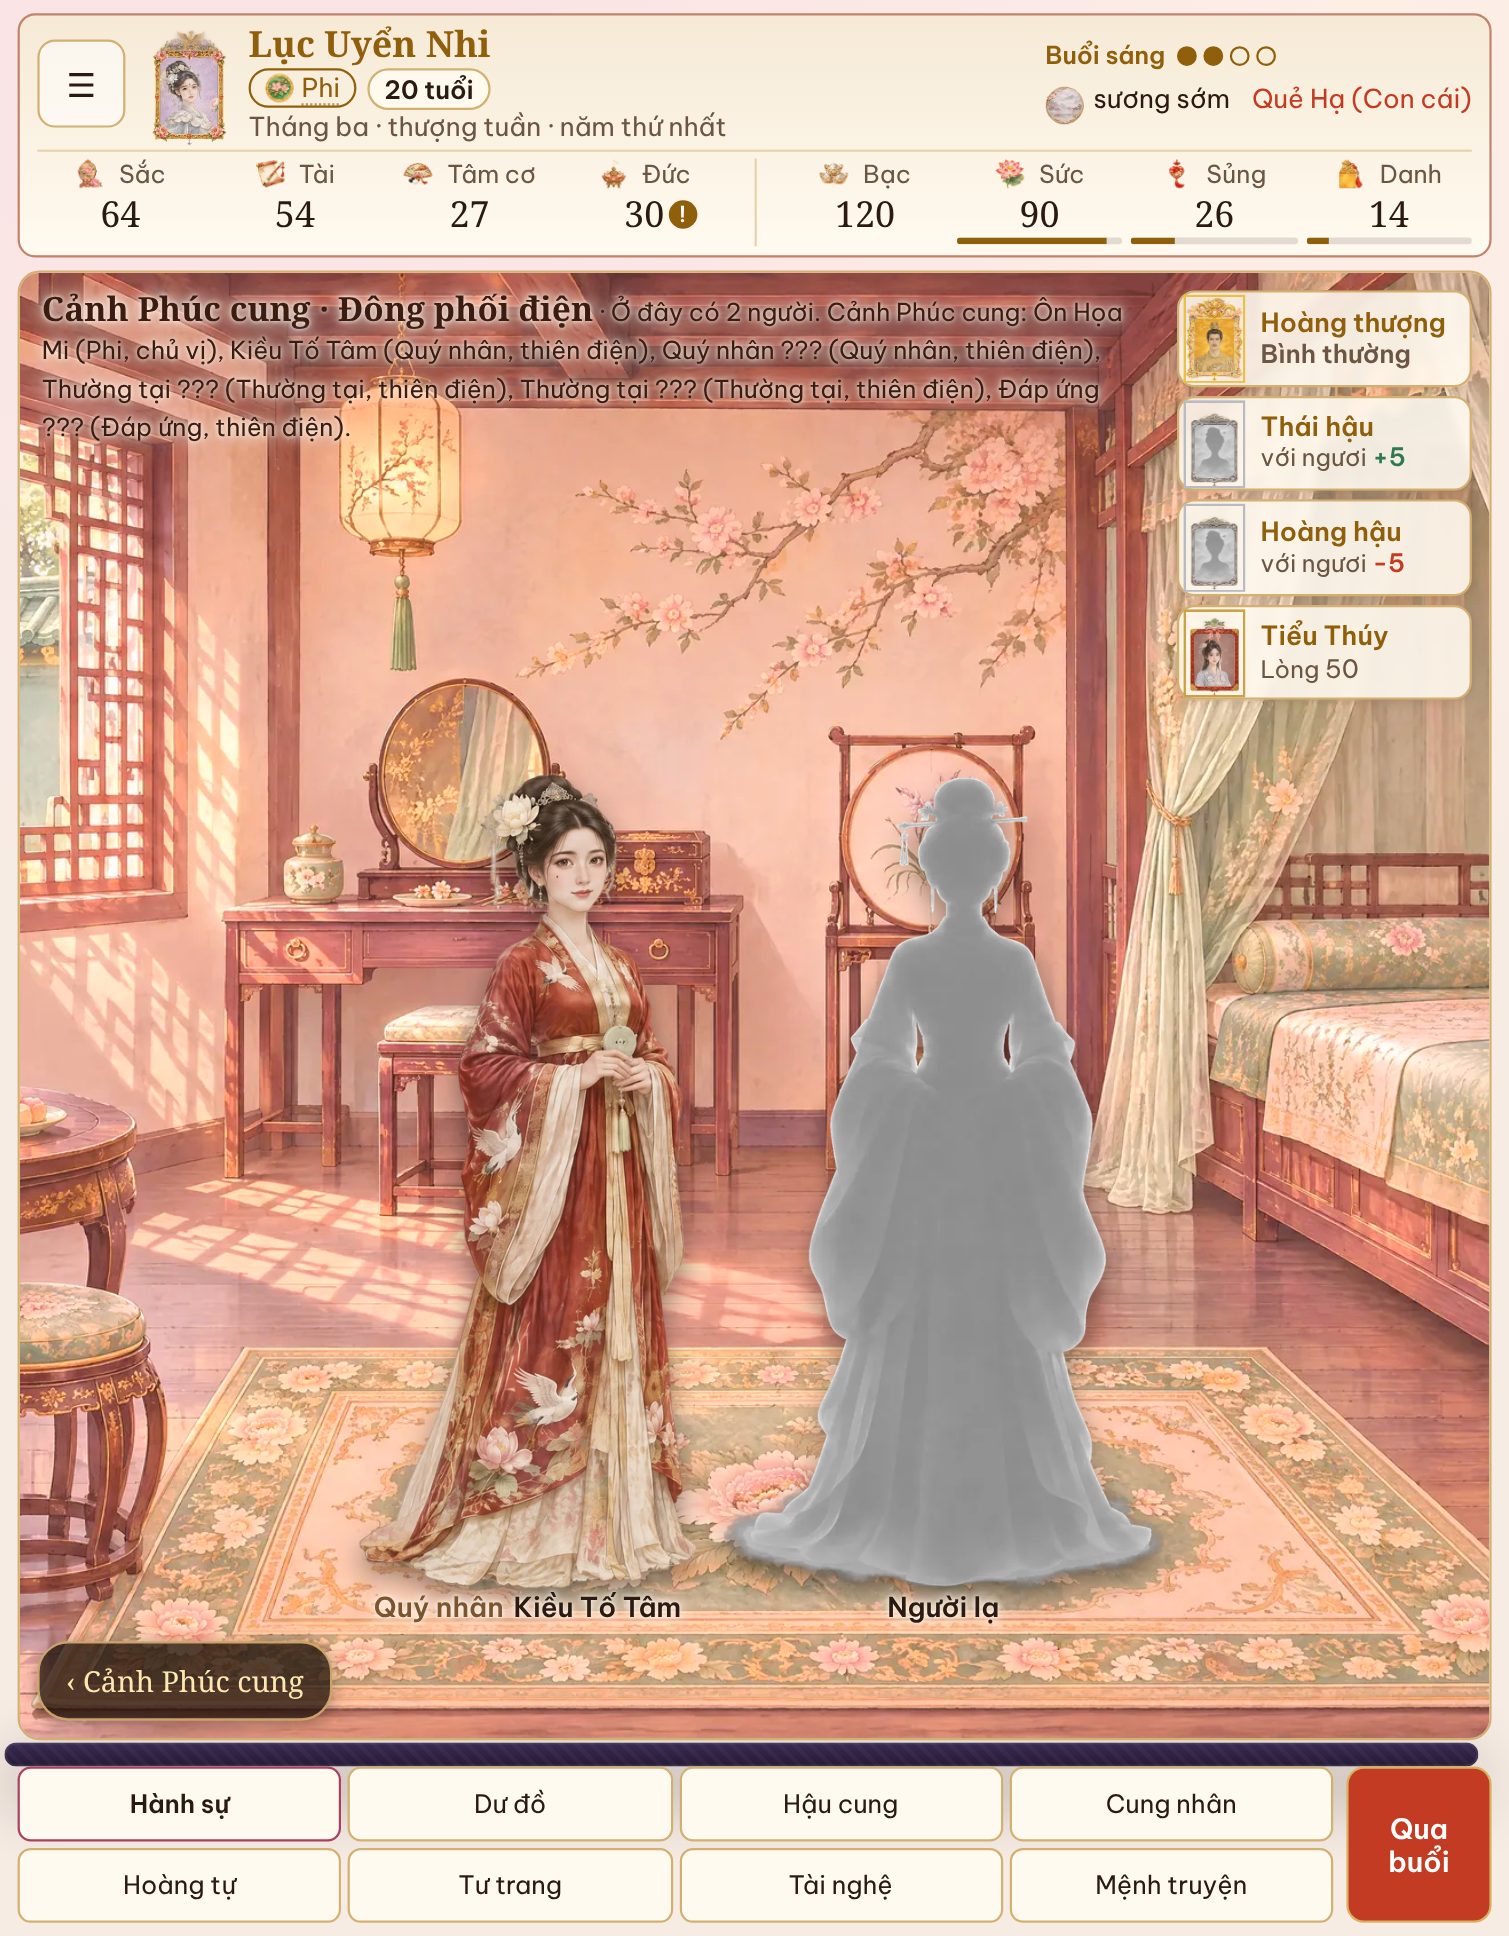 ☰
Lục Uyển Nhi
Phi
20 tuổi
Tháng ba · thượng tuần · năm thứ nhất
Buổi sáng
sương sớm Quẻ Hạ (Con cái)
Sắc Tài Tâm cơ Đức Bạc Sức Sủng Danh
64 54 27 30 ! 120 90 26 14
Cảnh Phúc cung · Đông phối điện · Ở đây có 2 người. Cảnh Phúc cung: Ôn Họa
Mi (Phi, chủ vị), Kiều Tố Tâm (Quý nhân, thiên điện), Quý nhân ??? (Quý nhân, thiên điện),
Thường tại ??? (Thường tại, thiên điện), Thường tại ??? (Thường tại, thiên điện), Đáp ứng
??? (Đáp ứng, thiên điện).
Hoàng thượng
Bình thường
Thái hậu
với ngươi +5
Hoàng hậu
với ngươi -5
Tiểu Thúy
Lòng 50
Quý nhân Kiều Tố Tâm
Người lạ
‹ Cảnh Phúc cung
Hành sự Dư đồ Hậu cung Cung nhân
Hoàng tự Tư trang Tài nghệ Mệnh truyện
Qua
buổi